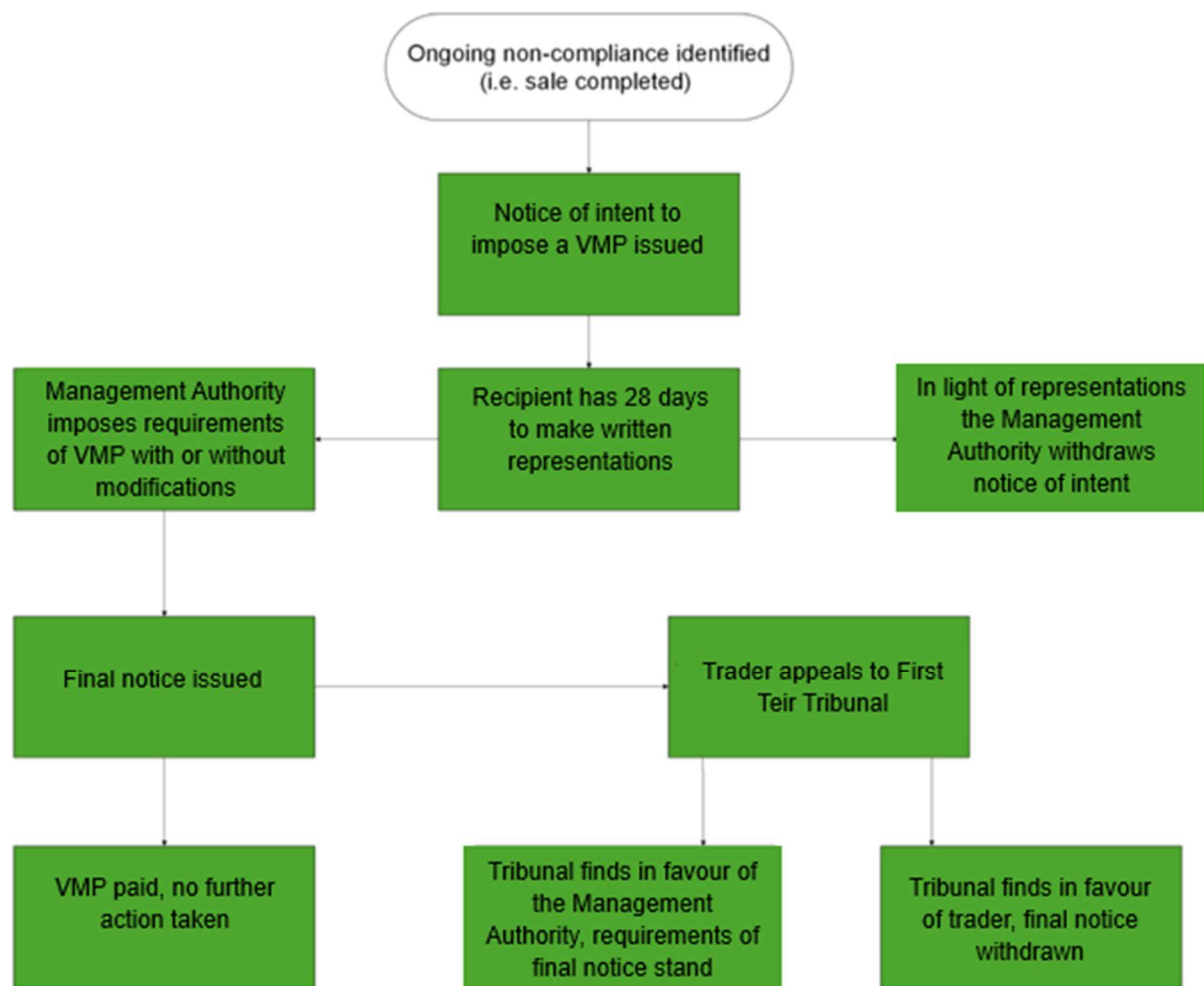 Ongoing non-compliance identified
(i.e. sale completed)
Notice of intent to
impose a VMP issued
Management Authority
imposes requirements
of VMP with or without
modifications
Recipient has 28 days
to make written
representations
In light of representations
the Management
Authority withdraws
notice of intent
Final notice issued
Trader appeals to First
Teir Tribunal
VMP paid, no further
action taken
Tribunal finds in favour of
the Management
Authority, requirements of
final notice stand
Tribunal finds in favour
of trader, final notice
withdrawn